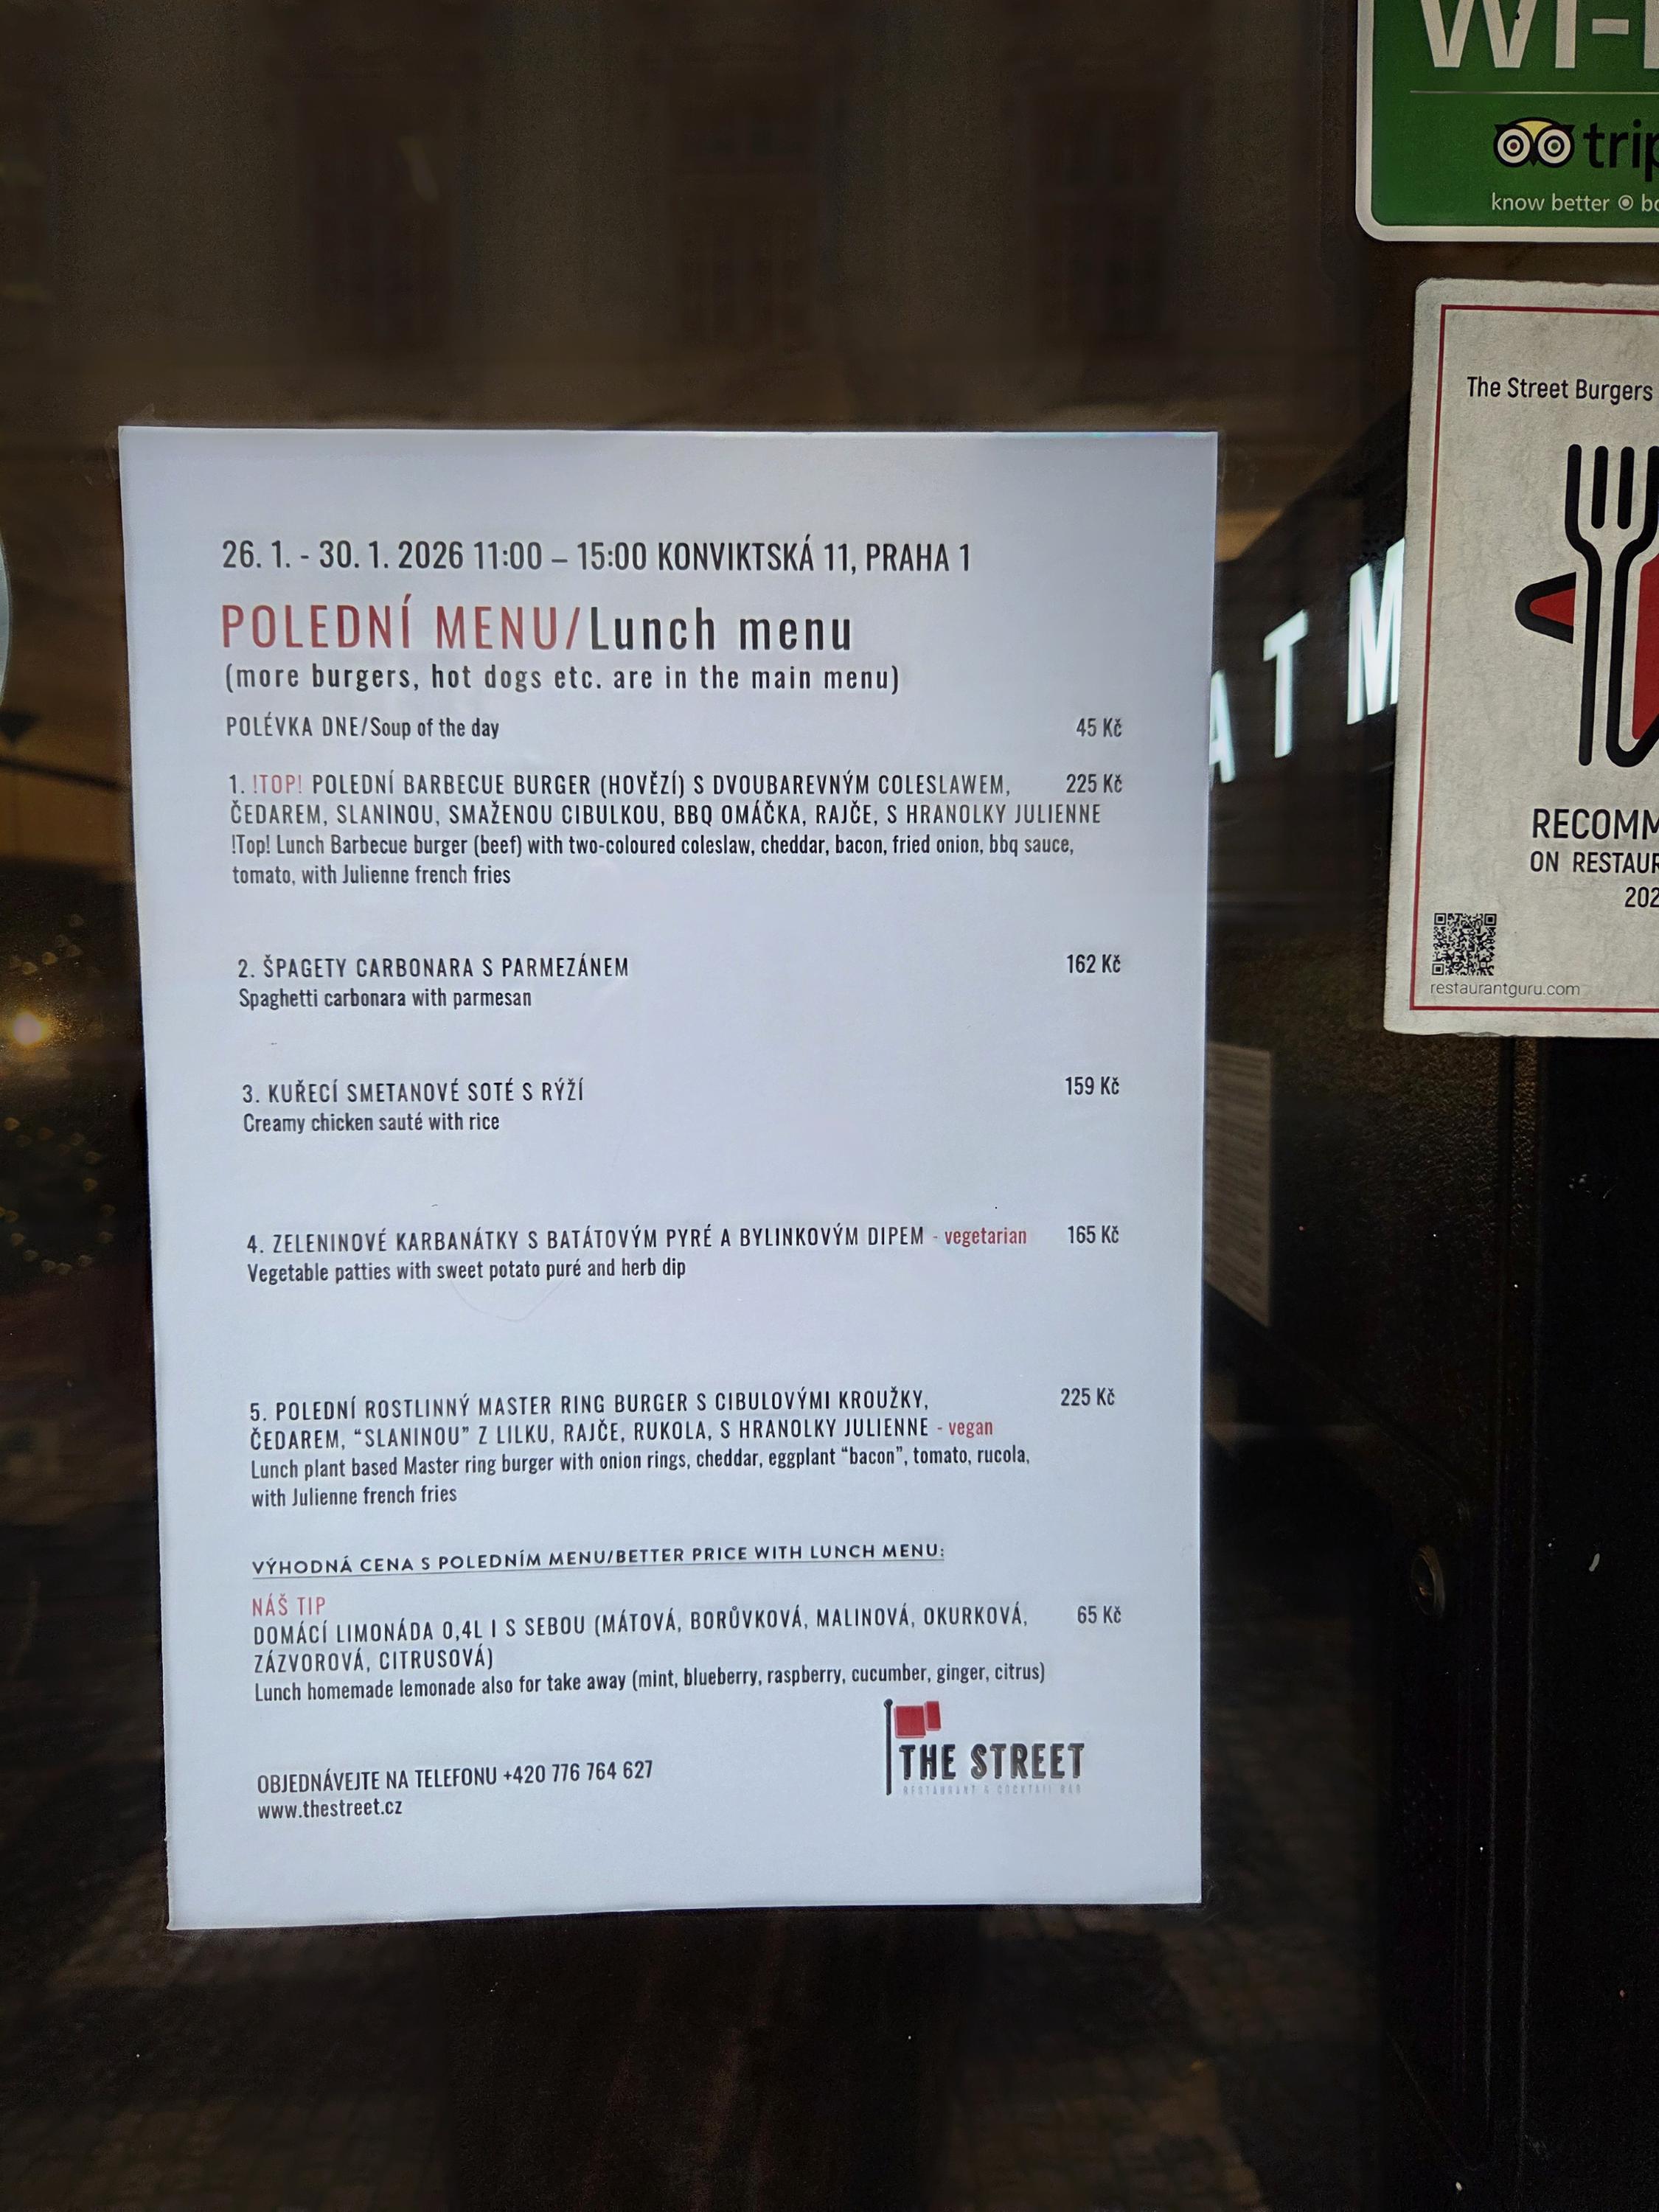 26. 1. - 30. 1. 2026 11:00 – 15:00 KONVIKTSKÁ 11, PRAHA 1
POLEDNÍ MENU/Lunch menu
(more burgers, hot dogs etc. are in the main menu)
POLÉVKA DNE/Soup of the day 45 Kč
1. !TOP! POLEDNÍ BARBECUE BURGER (HOVĚZÍ) S DVOUBAREVNÝM COLESLAWEM, 225 Kč
ČEDAREM, SLANINOU, SMAŽENOU CIBULKOU, BBQ OMÁČKA, RAJČE, S HRANOLKY JULIENNE
!Top! Lunch Barbecue burger (beef) with two-coloured coleslaw, cheddar, bacon, fried onion, bbq sauce,
tomato, with Julienne french fries
2. ŠPAGETY CARBONARA S PARMEZÁNEM 162 Kč
Spaghetti carbonara with parmesan
3. KUŘECÍ SMETANOVÉ SOTÉ S RÝŽÍ 159 Kč
Creamy chicken sauté with rice
4. ZELENINOVÉ KARBANÁTKY S BATÁTOVÝM PYRÉ A BYLINKOVÝM DIPEM - vegetarian 165 Kč
Vegetable patties with sweet potato puré and herb dip
5. POLEDNÍ ROSTLINNÝ MASTER RING BURGER S CIBULOVÝMI KROUŽKY, 225 Kč
ČEDAREM, “SLANINOU” Z LILKU, RAJČE, RUKOLA, S HRANOLKY JULIENNE - vegan
Lunch plant based Master ring burger with onion rings, cheddar, eggplant “bacon”, tomato, rucola,
with Julienne french fries
VÝHODNÁ CENA S POLEDNÍM MENU/BETTER PRICE WITH LUNCH MENU:
NÁŠ TIP
DOMÁCÍ LIMONÁDA 0,4L I S SEBOU (MÁTOVÁ, BORŮVKOVÁ, MALINOVÁ, OKURKOVÁ, 65 Kč
ZÁZVOROVÁ, CITRUSOVÁ)
Lunch homemade lemonade also for take away (mint, blueberry, raspberry, cucumber, ginger, citrus)
OBJEDNÁVEJTE NA TELEFONU +420 776 764 627
www.thestreet.cz
THE STREET
RESTAURANT & COCKTAIL BAR
WI-
trip
know better
The Street Burgers
RECOMM
ON RESTAUR
202
restaurantguru.com
AT M